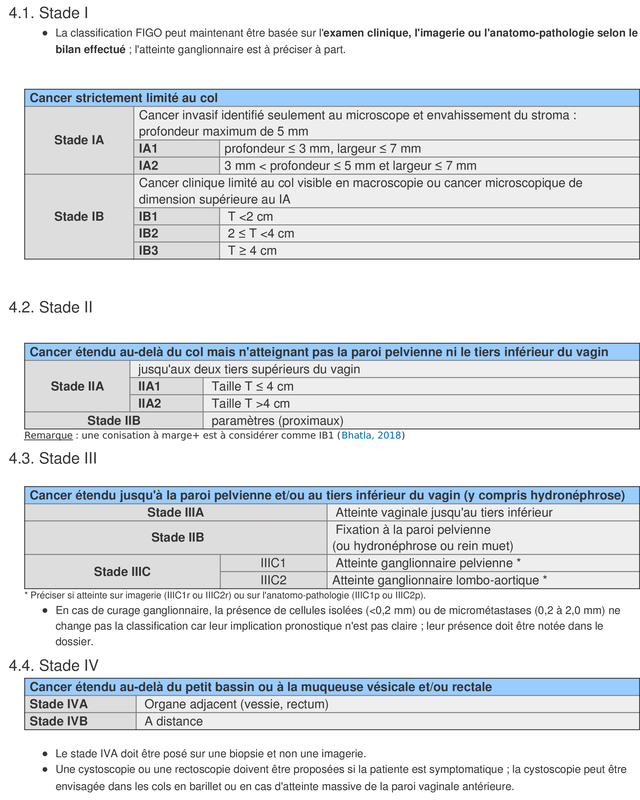 4.1. Stade I
• La classification FIGO peut maintenant être basée sur l'examen clinique, l'imagerie ou l'anatomo-pathologie selon le
bilan effectué ; l'atteinte ganglionnaire est à préciser à part.
Cancer strictement limité au col
Stade IA
Cancer invasif identifié seulement au microscope et envahissement du stroma :
profondeur maximum de 5 mm
IA1 profondeur ≤ 3 mm, largeur ≤ 7 mm
IA2 3 mm < profondeur ≤ 5 mm et largeur ≤ 7 mm
Stade IB
Cancer clinique limité au col visible en macroscopie ou cancer microscopique de
dimension supérieure au IA
IB1 T <2 cm
IB2 2 ≤ T <4 cm
IB3 T ≥ 4 cm
4.2. Stade II
Cancer étendu au-delà du col mais n'atteignant pas la paroi pelvienne ni le tiers inférieur du vagin
Stade IIA
jusqu'aux deux tiers supérieurs du vagin
IIA1 Taille T ≤ 4 cm
IIA2 Taille T >4 cm
Stade IIB paramètres (proximaux)
Remarque : une conisation à marge+ est à considérer comme IB1 (Bhatla, 2018)
4.3. Stade III
Cancer étendu jusqu'à la paroi pelvienne et/ou au tiers inférieur du vagin (y compris hydronéphrose)
Stade IIIA Atteinte vaginale jusqu'au tiers inférieur
Stade IIB Fixation à la paroi pelvienne
(ou hydronéphrose ou rein muet)
Stade IIIC
IIIC1 Atteinte ganglionnaire pelvienne *
IIIC2 Atteinte ganglionnaire lombo-aortique *
* Préciser si atteinte sur imagerie (IIIC1r ou IIIC2r) ou sur l'anatomo-pathologie (IIIC1p ou IIIC2p).
• En cas de curage ganglionnaire, la présence de cellules isolées (<0,2 mm) ou de micrométastases (0,2 à 2,0 mm) ne
change pas la classification car leur implication pronostique n'est pas claire ; leur présence doit être notée dans le
dossier.
4.4. Stade IV
Cancer étendu au-delà du petit bassin ou à la muqueuse vésicale et/ou rectale
Stade IVA Organe adjacent (vessie, rectum)
Stade IVB A distance
• Le stade IVA doit être posé sur une biopsie et non une imagerie.
• Une cystoscopie ou une rectoscopie doivent être proposées si la patiente est symptomatique ; la cystoscopie peut être
envisagée dans les cols en barillet ou en cas d'atteinte massive de la paroi vaginale antérieure.